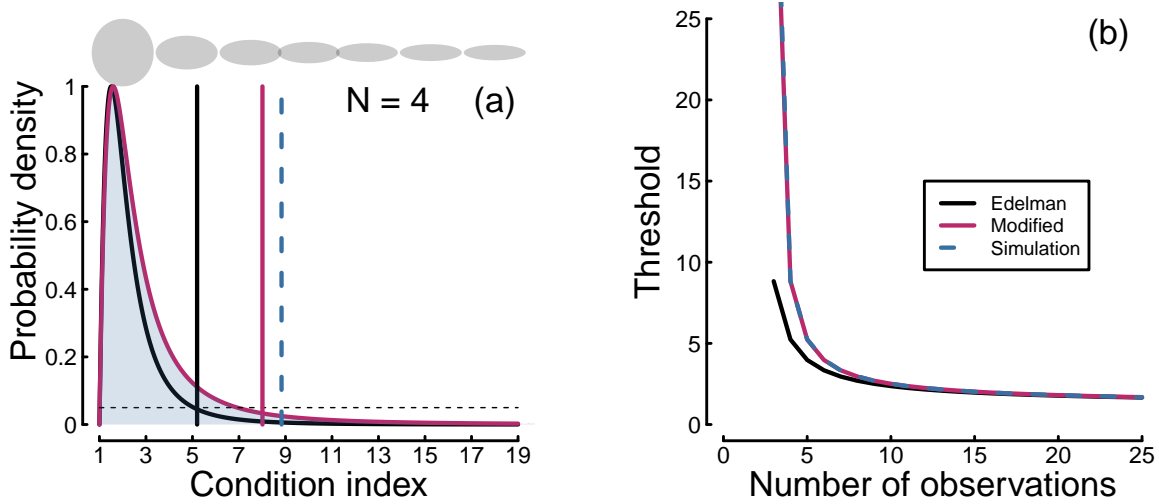 N = 4
(a)
Probability density
1
0.8
0.6
0.4
0.2
0
1 3 5 7 9 11 13 15 17 19
Condition index
(b)
Threshold
25
20
15
10
5
0
Edelman
Modified
Simulation
0 5 10 15 20 25
Number of observations